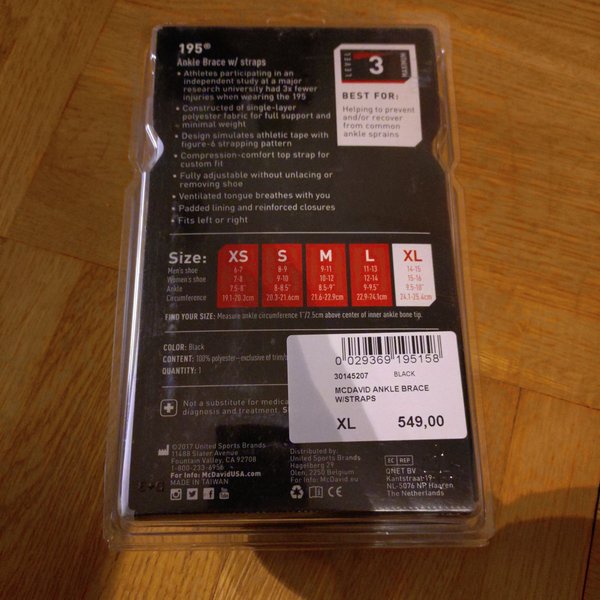 195®
Ankle Brace w/ straps
• Athletes participating in an
independent study at a major
research university had 3x fewer
injuries when wearing the 195
• Constructed of single-layer
polyester fabric for full support and
minimal weight
• Design simulates athletic tape with
figure-6 strapping pattern
• Compression-comfort top strap for
custom fit
• Fully adjustable without unlacing or
removing shoe
• Ventilated tongue breathes with you
• Padded lining and reinforced closures
• Fits left or right
LEVEL
3
MAXIMUM
BEST FOR:
Helping to prevent
and/or recover
from common
ankle sprains
Size: XS S M L XL
Men's shoe 6-7 8-9 9-11 11-13 14-15
Women's shoe 7-8 9-10 10-12 12-14 15-16
Ankle 7.5-8" 8-8.5" 8.5-9" 9-9.5" 9.5-10"
Circumference 19.1-20.3cm 20.3-21.6cm 21.6-22.9cm 22.9-24.1cm 24.1-25.4cm
FIND YOUR SIZE: Measure ankle circumference 1"/2.5cm above center of inner ankle bone tip.
COLOR: Black
CONTENT: 100% polyester--exclusive of trim/
QUANTITY: 1
Not a substitute for medica
diagnosis and treatment. S
0 029369 195158
30145207 BLACK
MCDAVID ANKLE BRACE
W/STRAPS
XL 549,00
©2017 United Sports Brands
11488 Slater Avenue
Fountain Valley, CA 92708
1-800-233-6956
For Info: McDavidUSA.com
MADE IN TAIWAN
Distributed by:
United Sports Brands
Hagelberg 29
Olen, 2250 Belgium
For Info: McDavid.eu
CE
EC REP
QNET BV
Kantstraat 19
NL-5076 NP Haaren
The Netherlands